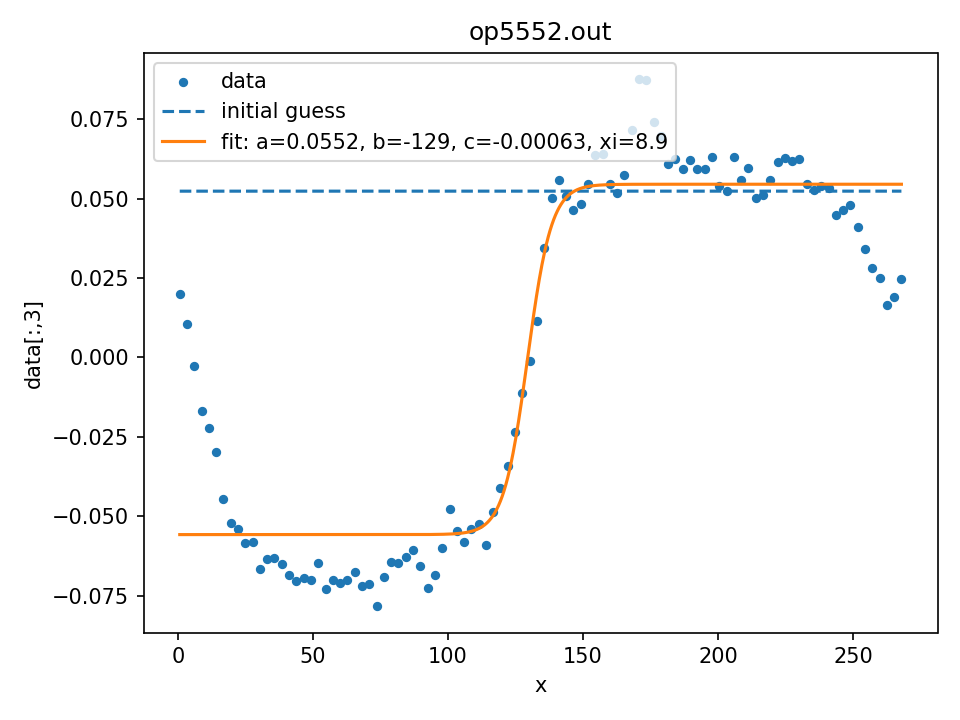 op5552.out
data
initial guess
fit: a=0.0552, b=-129, c=-0.00063, xi=8.9
0.075
0.050
0.025
0.000
−0.025
−0.050
−0.075
data[:,3]
0
50
100
150
200
250
x